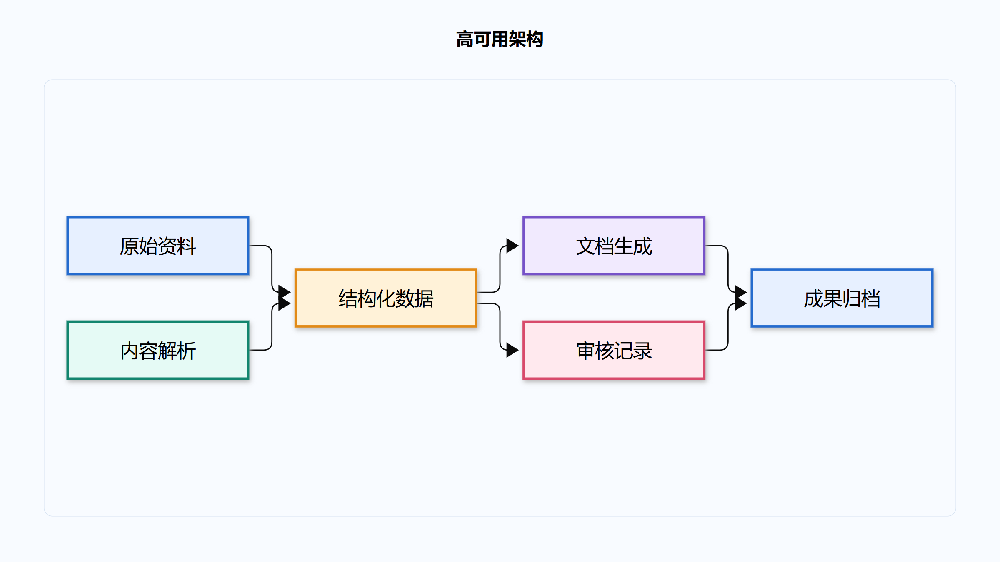 高可用架构
原始资料
内容解析
结构化数据
文档生成
审核记录
成果归档